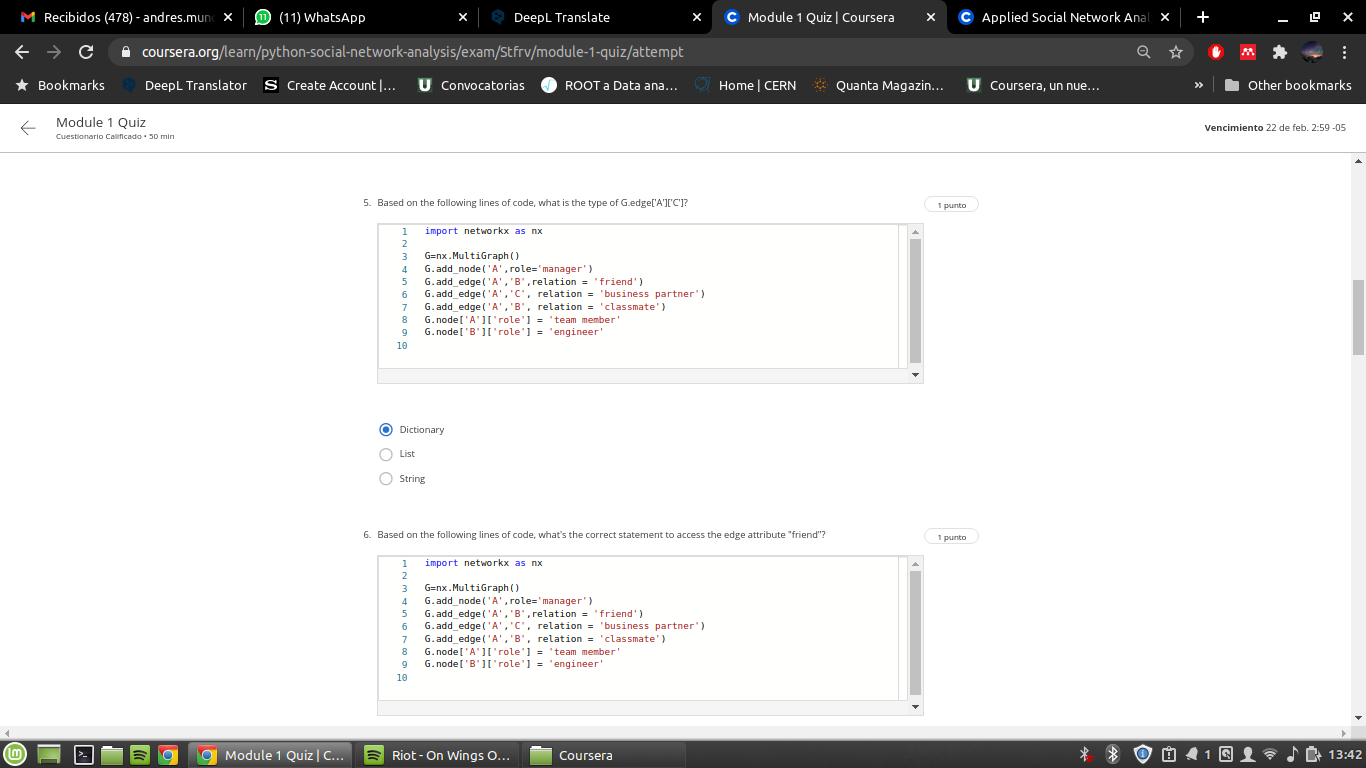 Recibidos (478) - andres.mun
(11) WhatsApp
DeepL Translate
Module 1 Quiz | Coursera
Applied Social Network Anal
coursera.org/learn/python-social-network-analysis/exam/Stfrv/module-1-quiz/attempt
Bookmarks
DeepL Translator
Create Account |...
Convocatorias
ROOT a Data ana...
Home | CERN
Quanta Magazin...
Coursera, un nue...
»
Other bookmarks
Module 1 Quiz
Cuestionario Calificado • 50 min
Vencimiento 22 de feb. 2:59 -05
5. Based on the following lines of code, what is the type of G.edge['A']['C']?
1 punto
1 import networkx as nx
2
3 G=nx.MultiGraph()
4 G.add_node('A',role='manager')
5 G.add_edge('A','B',relation = 'friend')
6 G.add_edge('A','C', relation = 'business partner')
7 G.add_edge('A','B', relation = 'classmate')
8 G.node['A']['role'] = 'team member'
9 G.node['B']['role'] = 'engineer'
10
Dictionary
List
String
6. Based on the following lines of code, what's the correct statement to access the edge attribute "friend"?
1 punto
1 import networkx as nx
2
3 G=nx.MultiGraph()
4 G.add_node('A',role='manager')
5 G.add_edge('A','B',relation = 'friend')
6 G.add_edge('A','C', relation = 'business partner')
7 G.add_edge('A','B', relation = 'classmate')
8 G.node['A']['role'] = 'team member'
9 G.node['B']['role'] = 'engineer'
10
Module 1 Quiz | C...
Riot - On Wings O...
Coursera
1
13:42